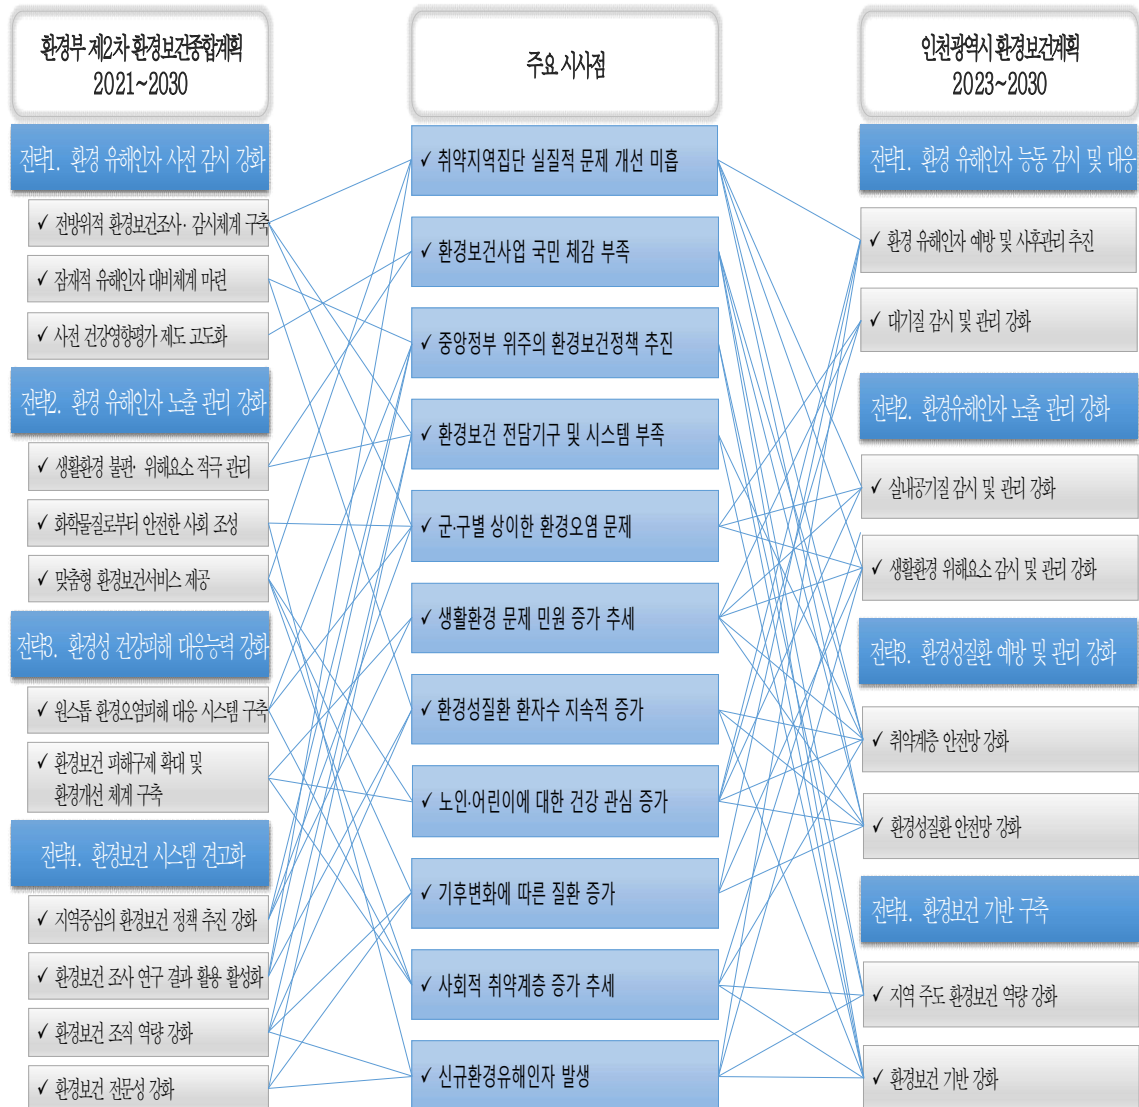 환경부 제2차 환경보건종합계획
2021~2030
전략1. 환경 유해인자 사전 감시 강화
✓ 전방위적 환경보건조사· 감시체계 구축
✓ 잠재적 유해인자 대비체계 마련
✓ 사전 건강영향평가 제도 고도화
전략2. 환경 유해인자 노출 관리 강화
✓ 생활환경 불편· 위해요소 적극 관리
✓ 화학물질로부터 안전한 사회 조성
✓ 맞춤형 환경보건서비스 제공
전략3. 환경성 건강피해 대응능력 강화
✓ 원스톱 환경오염피해 대응 시스템 구축
✓ 환경보건 피해구제 확대 및
환경개선 체계 구축
전략4. 환경보건 시스템 견고화
✓ 지역중심의 환경보건 정책 추진 강화
✓ 환경보건 조사 연구 결과 활용 활성화
✓ 환경보건 조직 역량 강화
✓ 환경보건 전문성 강화
주요 시사점
✓ 취약지역집단 실질적 문제 개선 미흡
✓ 환경보건사업 국민 체감 부족
✓ 중앙정부 위주의 환경보건정책 추진
✓ 환경보건 전담기구 및 시스템 부족
✓ 군·구별 상이한 환경오염 문제
✓ 생활환경 문제 민원 증가 추세
✓ 환경성질환 환자수 지속적 증가
✓ 노인·어린이에 대한 건강 관심 증가
✓ 기후변화에 따른 질환 증가
✓ 사회적 취약계층 증가 추세
✓ 신규환경유해인자 발생
인천광역시 환경보건계획
2023~2030
전략1. 환경 유해인자 능동 감시 및 대응
✓ 환경 유해인자 예방 및 사후관리 추진
✓ 대기질 감시 및 관리 강화
전략2. 환경유해인자 노출 관리 강화
✓ 실내공기질 감시 및 관리 강화
✓ 생활환경 위해요소 감시 및 관리 강화
전략3. 환경성질환 예방 및 관리 강화
✓ 취약계층 안전망 강화
✓ 환경성질환 안전망 강화
전략4. 환경보건 기반 구축
✓ 지역 주도 환경보건 역량 강화
✓ 환경보건 기반 강화